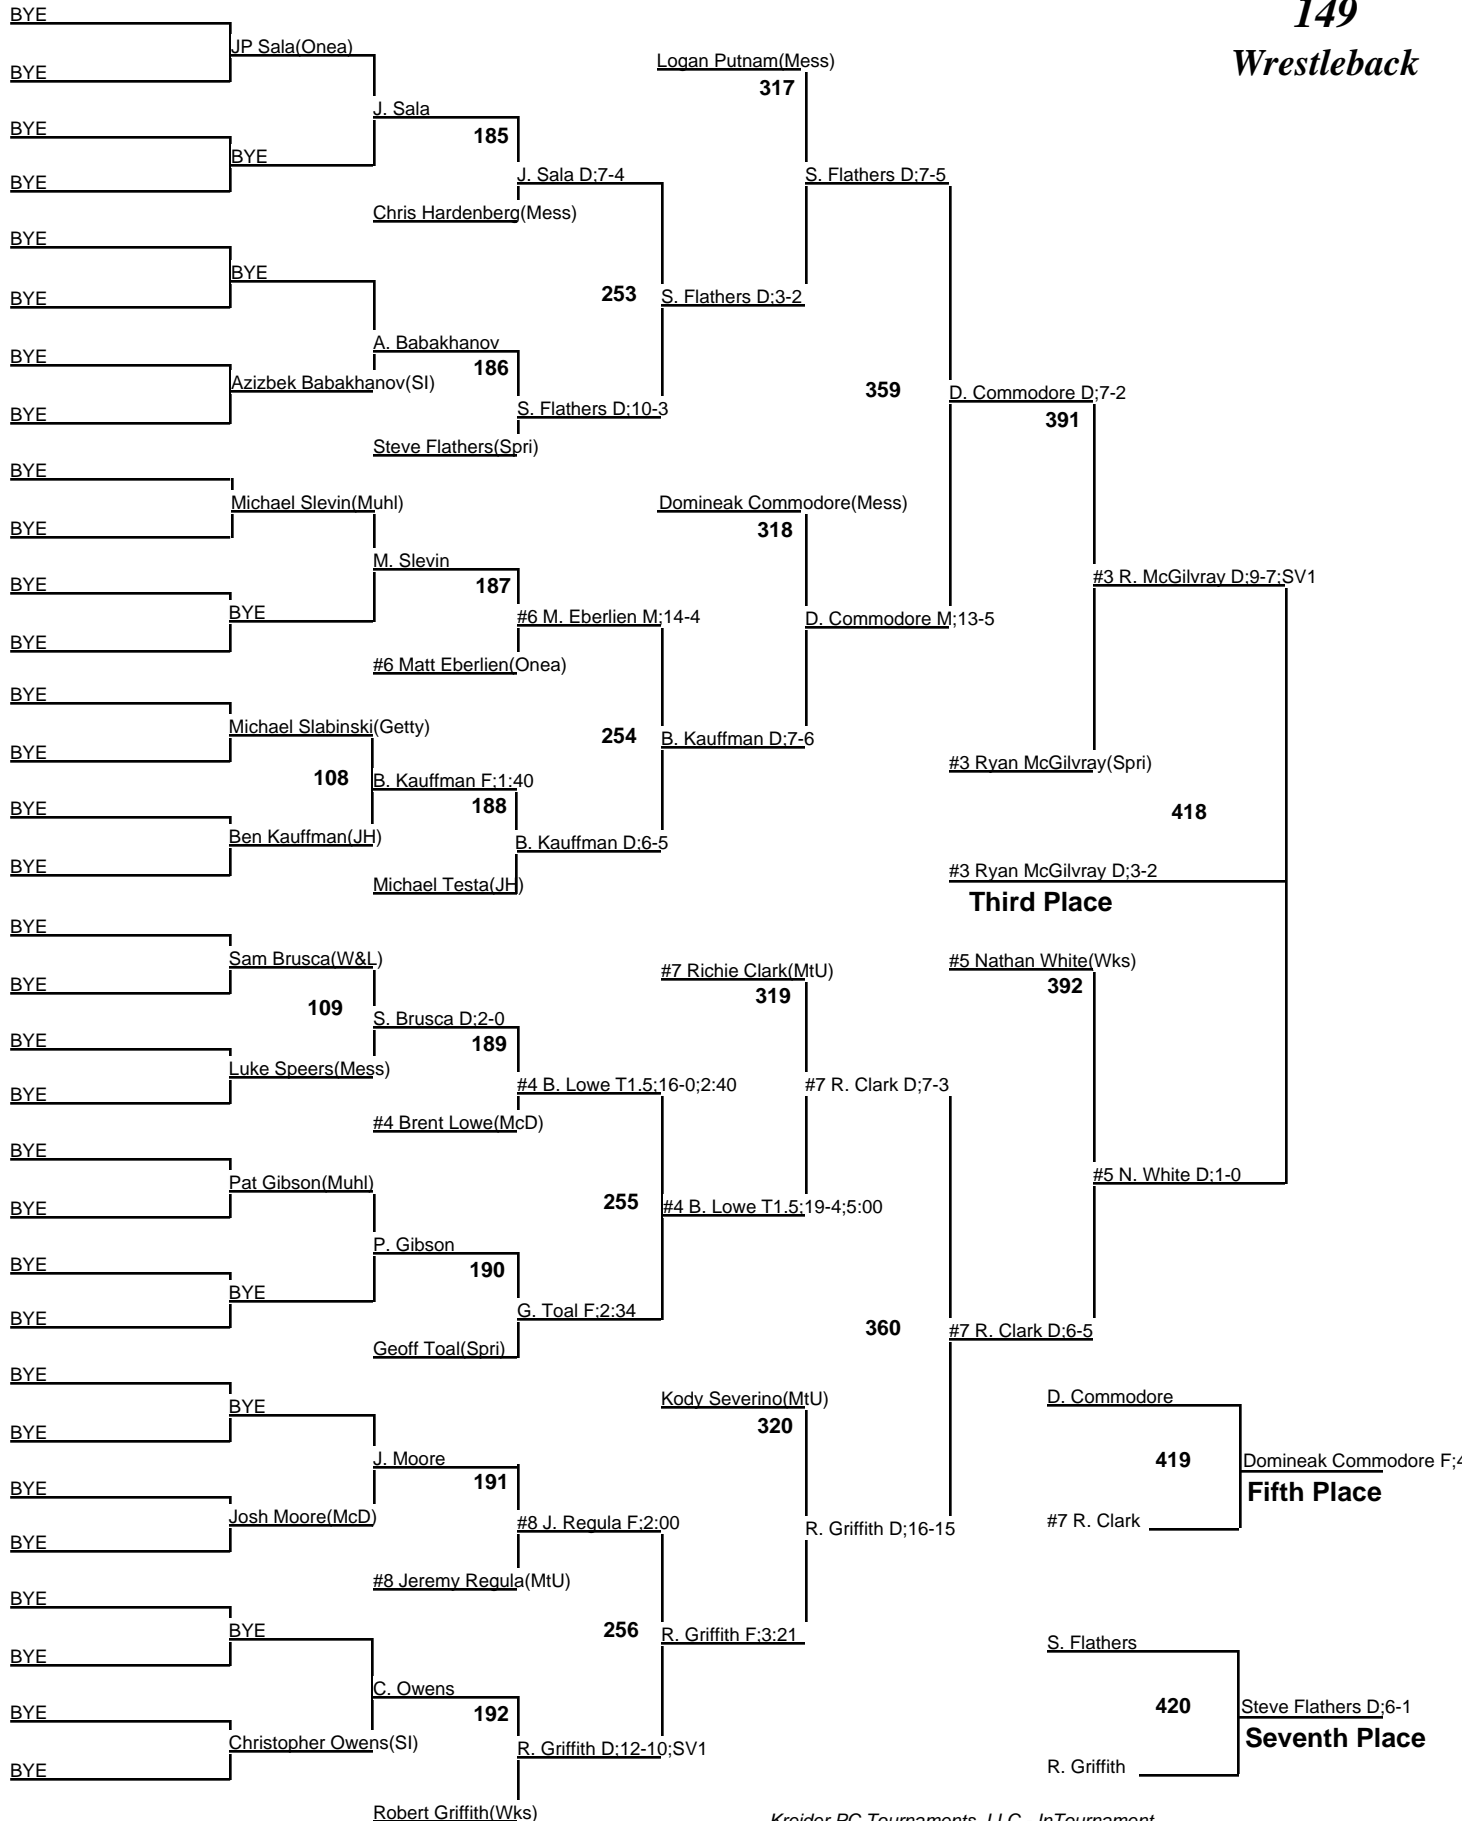 149
Wrestleback
BYE
JP Sala(Onea)
BYE
J. Sala
185
BYE
BYE
BYE
J. Sala D;7-4
Chris Hardenberg(Mess)
BYE
BYE
BYE
253
S. Flathers D;3-2
A. Babakhanov
186
BYE
Azizbek Babakhanov(SI)
BYE
S. Flathers D;10-3
Steve Flathers(Spri)
Logan Putnam(Mess)
317
S. Flathers D;7-5
359
D. Commodore D;7-2
391
BYE
Michael Slevin(Muhl)
BYE
M. Slevin
187
BYE
BYE
BYE
#6 M. Eberlien M;14-4
#6 Matt Eberlien(Onea)
BYE
Michael Slabinski(Getty)
BYE
108
B. Kauffman F;1:40
188
BYE
Ben Kauffman(JH)
BYE
B. Kauffman D;6-5
Michael Testa(JH)
254
B. Kauffman D;7-6
Domineak Commodore(Mess)
318
D. Commodore M;13-5
#3 R. McGilvray D;9-7;SV1
#3 Ryan McGilvray(Spri)
418
#3 Ryan McGilvray D;3-2
Third Place
BYE
Sam Brusca(W&L)
BYE
109
S. Brusca D;2-0
189
BYE
Luke Speers(Mess)
BYE
#4 B. Lowe T1.5;16-0;2:40
#4 Brent Lowe(McD)
BYE
Pat Gibson(Muhl)
BYE
255
#4 B. Lowe T1.5;19-4;5:00
P. Gibson
190
BYE
BYE
BYE
G. Toal F;2:34
Geoff Toal(Spri)
#7 Richie Clark(MtU)
319
#7 R. Clark D;7-3
#5 Nathan White(Wks)
392
#5 N. White D;1-0
360
#7 R. Clark D;6-5
BYE
BYE
BYE
J. Moore
191
BYE
Josh Moore(McD)
BYE
#8 J. Regula F;2:00
#8 Jeremy Regula(MtU)
BYE
BYE
BYE
256
R. Griffith F;3:21
C. Owens
192
BYE
Christopher Owens(SI)
BYE
R. Griffith D;12-10;SV1
Robert Griffith(Wks)
Kody Severino(MtU)
320
R. Griffith D;16-15
D. Commodore
419
Domineak Commodore F;4
Fifth Place
#7 R. Clark
S. Flathers
420
Steve Flathers D;6-1
Seventh Place
R. Griffith
Kreider PC Tournaments, LLC - InTournament